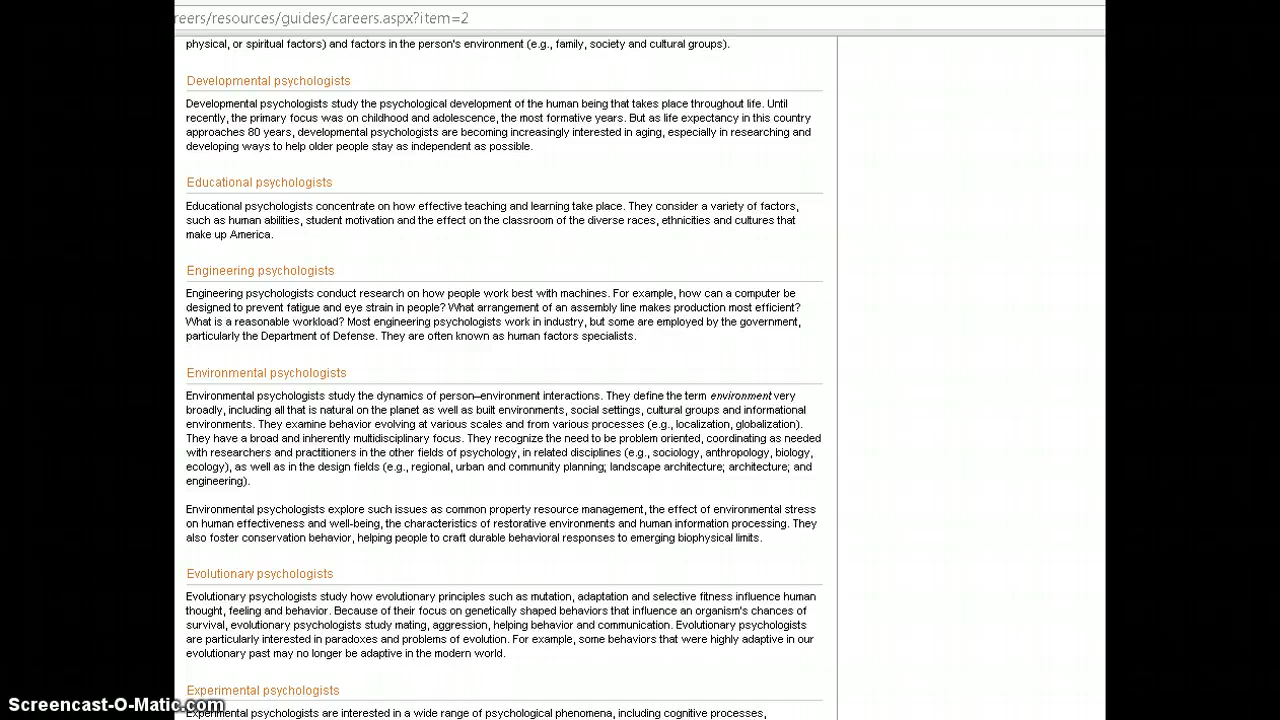 reers/resources/guides/careers.aspx?item=2
physical, or spiritual factors) and factors in the person's environment (e.g., family, society and cultural groups).
Developmental psychologists
Developmental psychologists study the psychological development of the human being that takes place throughout life. Until
recently, the primary focus was on childhood and adolescence, the most formative years. But as life expectancy in this country
approaches 80 years, developmental psychologists are becoming increasingly interested in aging, especially in researching and
developing ways to help older people stay as independent as possible.
Educational psychologists
Educational psychologists concentrate on how effective teaching and learning take place. They consider a variety of factors,
such as human abilities, student motivation and the effect on the classroom of the diverse races, ethnicities and cultures that
make up America.
Engineering psychologists
Engineering psychologists conduct research on how people work best with machines. For example, how can a computer be
designed to prevent fatigue and eye strain in people? What arrangement of an assembly line makes production most efficient?
What is a reasonable workload? Most engineering psychologists work in industry, but some are employed by the government,
particularly the Department of Defense. They are often known as human factors specialists.
Environmental psychologists
Environmental psychologists study the dynamics of person–environment interactions. They define the term environment very
broadly, including all that is natural on the planet as well as built environments, social settings, cultural groups and informational
environments. They examine behavior evolving at various scales and from various processes (e.g., localization, globalization).
They have a broad and inherently multidisciplinary focus. They recognize the need to be problem oriented, coordinating as needed
with researchers and practitioners in the other fields of psychology, in related disciplines (e.g., sociology, anthropology, biology,
ecology), as well as in the design fields (e.g., regional, urban and community planning; landscape architecture; architecture; and
engineering).
Environmental psychologists explore such issues as common property resource management, the effect of environmental stress
on human effectiveness and well-being, the characteristics of restorative environments and human information processing. They
also foster conservation behavior, helping people to craft durable behavioral responses to emerging biophysical limits.
Evolutionary psychologists
Evolutionary psychologists study how evolutionary principles such as mutation, adaptation and selective fitness influence human
thought, feeling and behavior. Because of their focus on genetically shaped behaviors that influence an organism's chances of
survival, evolutionary psychologists study mating, aggression, helping behavior and communication. Evolutionary psychologists
are particularly interested in paradoxes and problems of evolution. For example, some behaviors that were highly adaptive in our
evolutionary past may no longer be adaptive in the modern world.
Experimental psychologists
Experimental psychologists are interested in a wide range of psychological phenomena, including cognitive processes,
Screencast-O-Matic.com